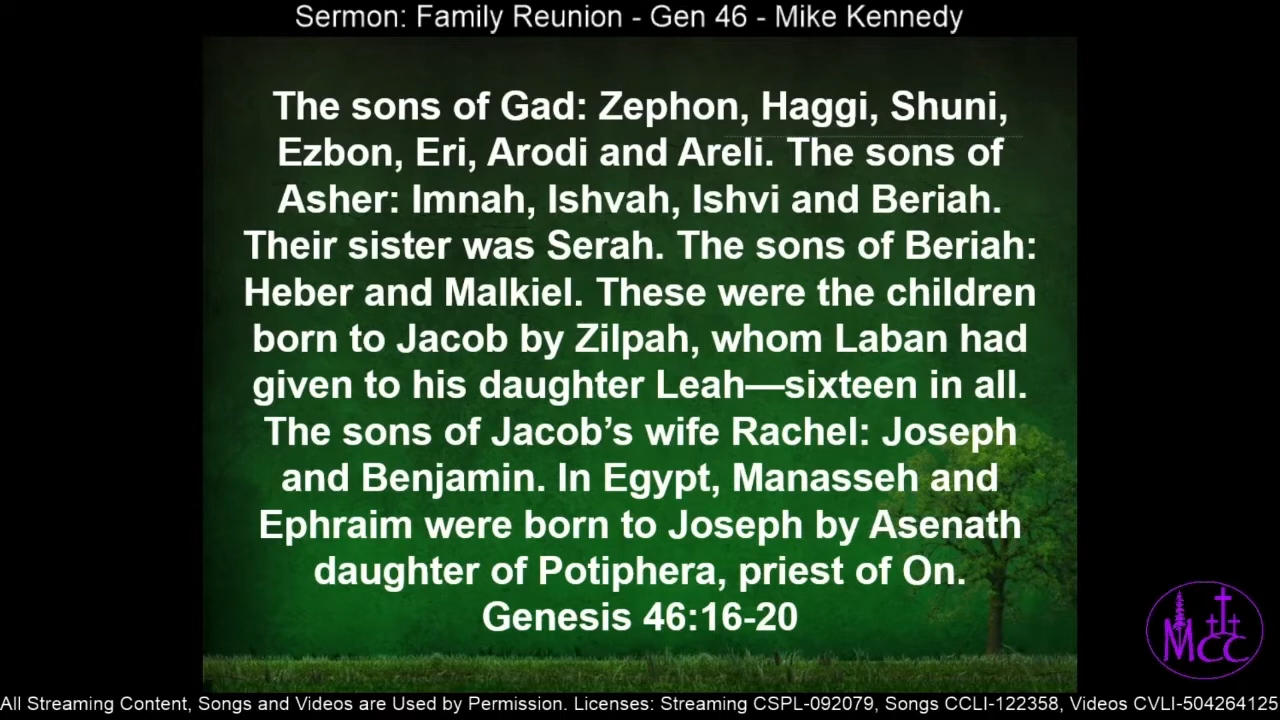 Sermon: Family Reunion - Gen 46 - Mike Kennedy
The sons of Gad: Zephon, Haggi, Shuni,
Ezbon, Eri, Arodi and Areli. The sons of
Asher: Imnah, Ishvah, Ishvi and Beriah.
Their sister was Serah. The sons of Beriah:
Heber and Malkiel. These were the children
born to Jacob by Zilpah, whom Laban had
given to his daughter Leah—sixteen in all.
The sons of Jacob’s wife Rachel: Joseph
and Benjamin. In Egypt, Manasseh and
Ephraim were born to Joseph by Asenath
daughter of Potiphera, priest of On.
Genesis 46:16-20
MCC
All Streaming Content, Songs and Videos are Used by Permission. Licenses: Streaming CSPL-092079, Songs CCLI-122358, Videos CVLI-504264125